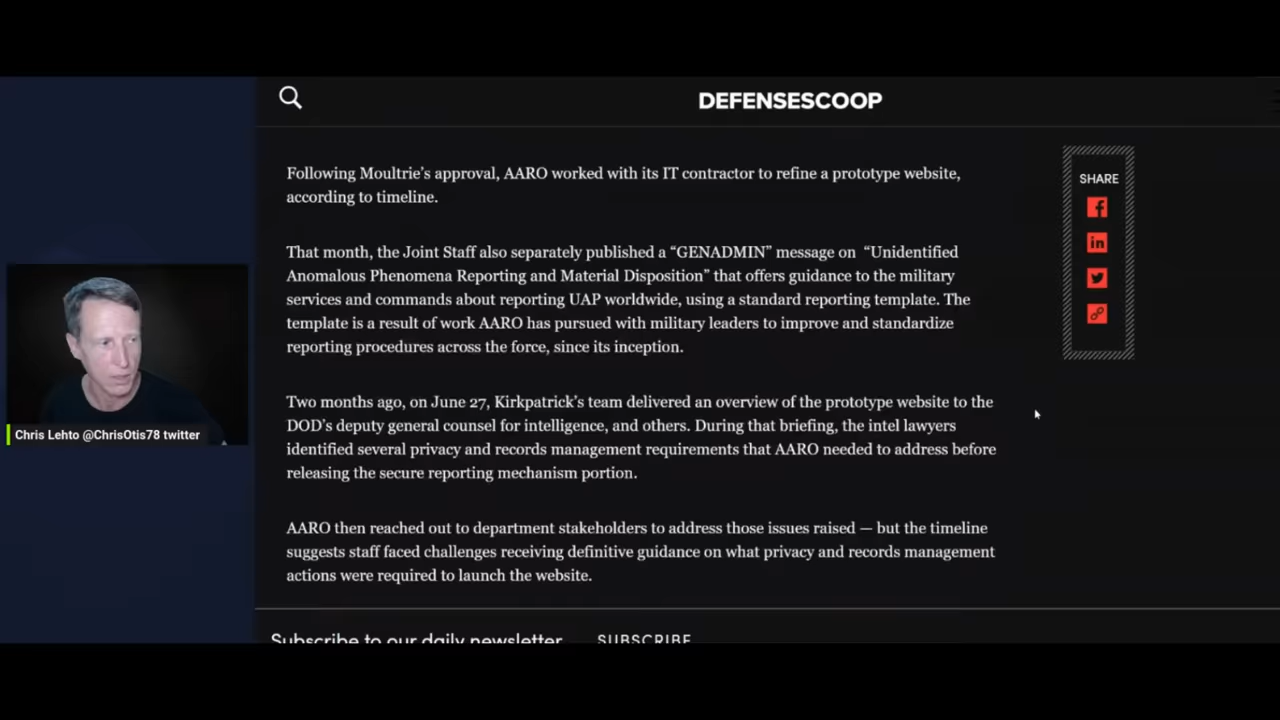 DEFENSESCOOP
Following Moultrie's approval, AARO worked with its IT contractor to refine a prototype website,
according to timeline.
That month, the Joint Staff also separately published a “GENADMIN” message on “Unidentified
Anomalous Phenomena Reporting and Material Disposition” that offers guidance to the military
services and commands about reporting UAP worldwide, using a standard reporting template. The
template is a result of work AARO has pursued with military leaders to improve and standardize
reporting procedures across the force, since its inception.
Two months ago, on June 27, Kirkpatrick's team delivered an overview of the prototype website to the
DOD's deputy general counsel for intelligence, and others. During that briefing, the intel lawyers
identified several privacy and records management requirements that AARO needed to address before
releasing the secure reporting mechanism portion.
AARO then reached out to department stakeholders to address those issues raised — but the timeline
suggests staff faced challenges receiving definitive guidance on what privacy and records management
actions were required to launch the website.
SHARE
in
Chris Lehto @ChrisOtis78 twitter
Subscribe to our daily newsletter
SUBSCRIBE